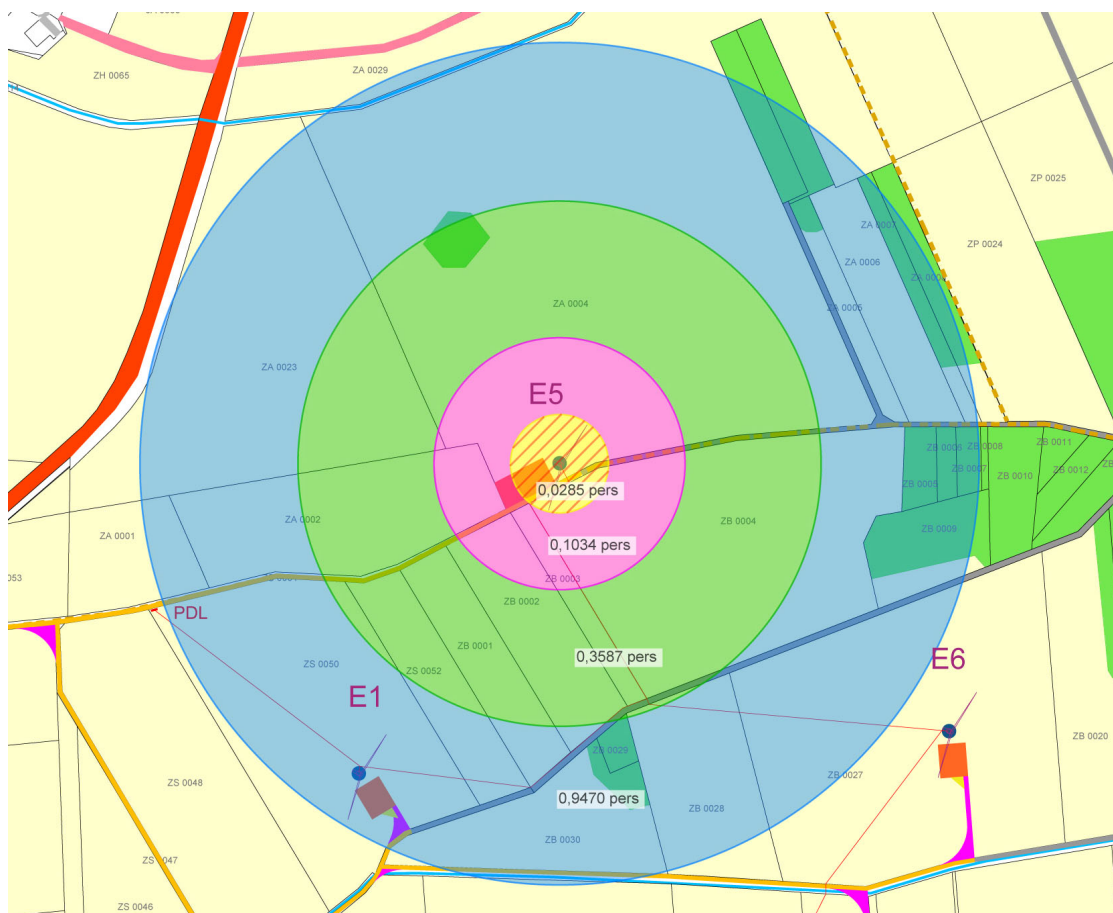 ZH 0065
ZA 0029
ZP 0025
ZA 0007
ZP 0024
ZA 0006
ZA 0004
ZA 0005
ZA 0023
E5
ZB 0011
ZB 0006
ZB 0008
ZB 0012
ZB 0007
ZB 0010
ZB 0005
0,0285 pers
ZA 0002
ZB 0004
ZB 0009
ZA 0001
0,1034 pers
0053
ZB 0003
ZB 0002
PDL
ZB 0001
0,3587 pers
ZS 0050
ZS 0052
E6
E1
ZB 0020
ZB 0029
ZB 0027
ZS 0048
0,9470 pers
ZB 0028
ZB 0030
ZS 0047
ZS 0046